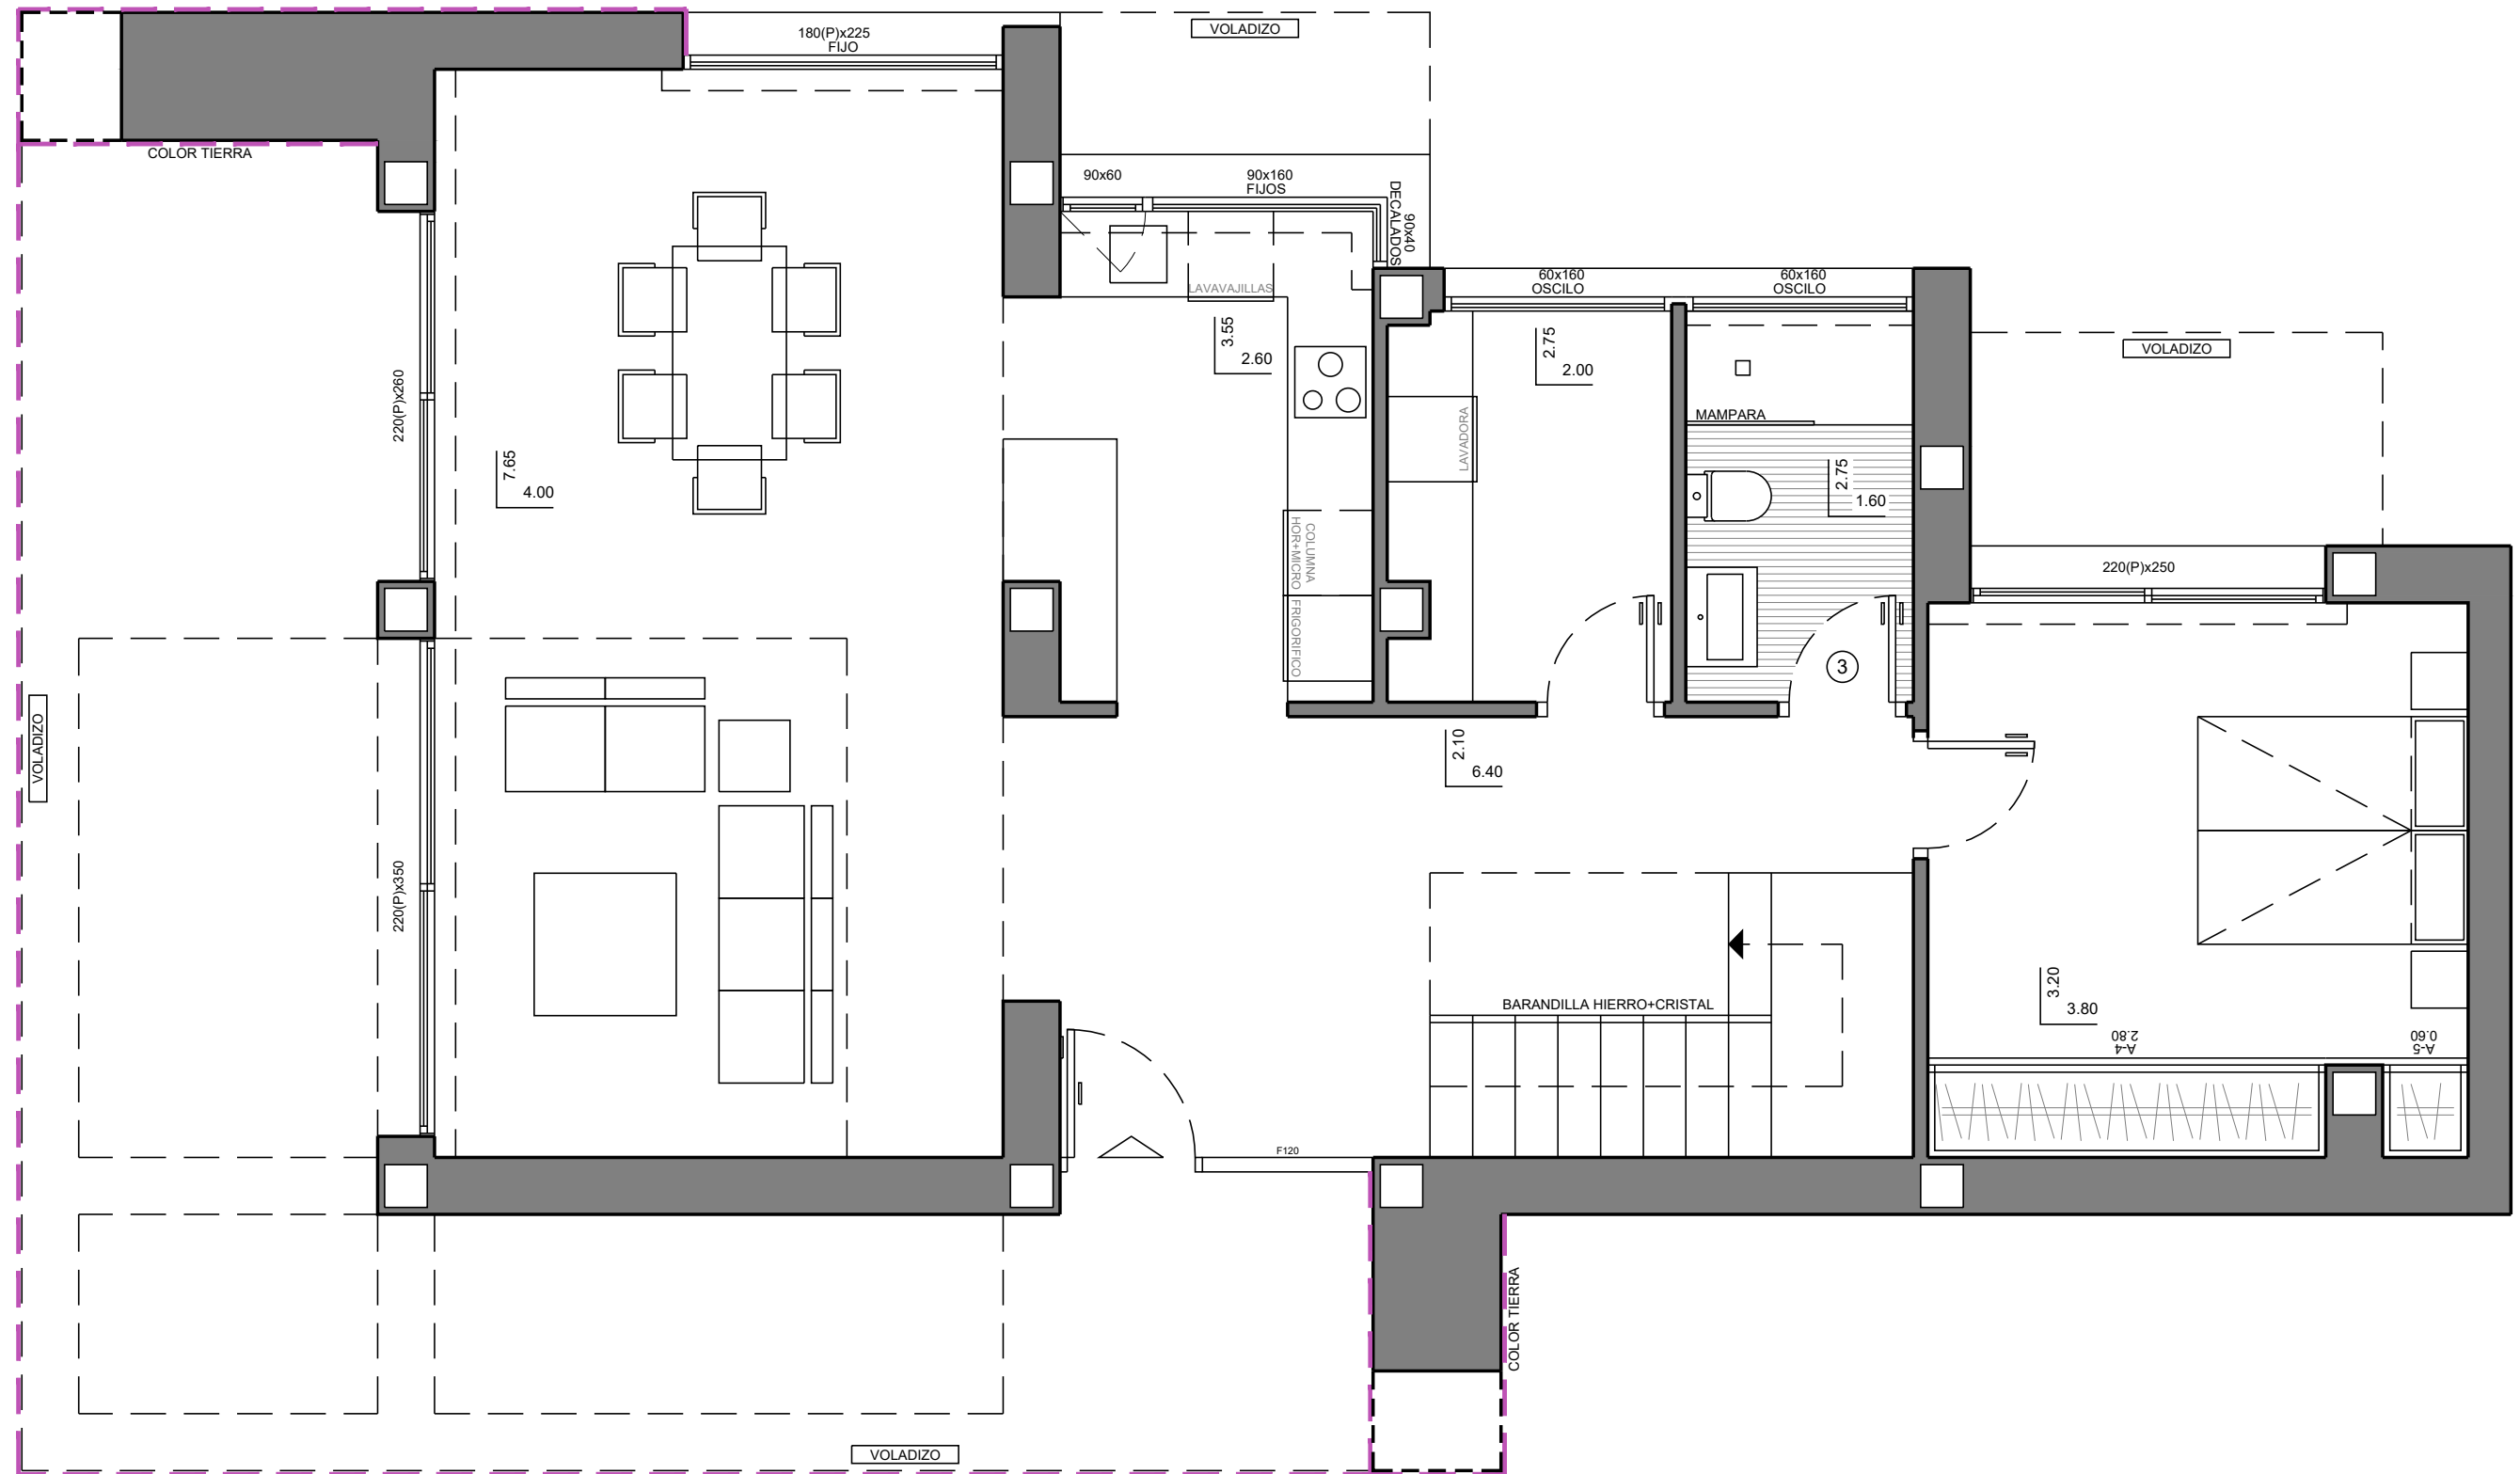 180(P)x225
FIJO
VOLADIZO
COLOR TIERRA
90x60
90x160
FIJOS
90x40
DECALADOS
60x160
OSCILO
60x160
OSCILO
LAVAVAJILLAS
3.55
2.60
2.75
2.00
VOLADIZO
220(P)x260
MAMPARA
LAVADORA
7.65
4.00
2.75
1.60
COLUMNA
HOR+MICRO
FRIGORIFICO
220(P)x250
3
VOLADIZO
2.10
6.40
220(P)x350
BARANDILLA HIERRO+CRISTAL
3.20
3.80
A-4
2.80
A-5
0.60
F120
COLOR TIERRA
VOLADIZO